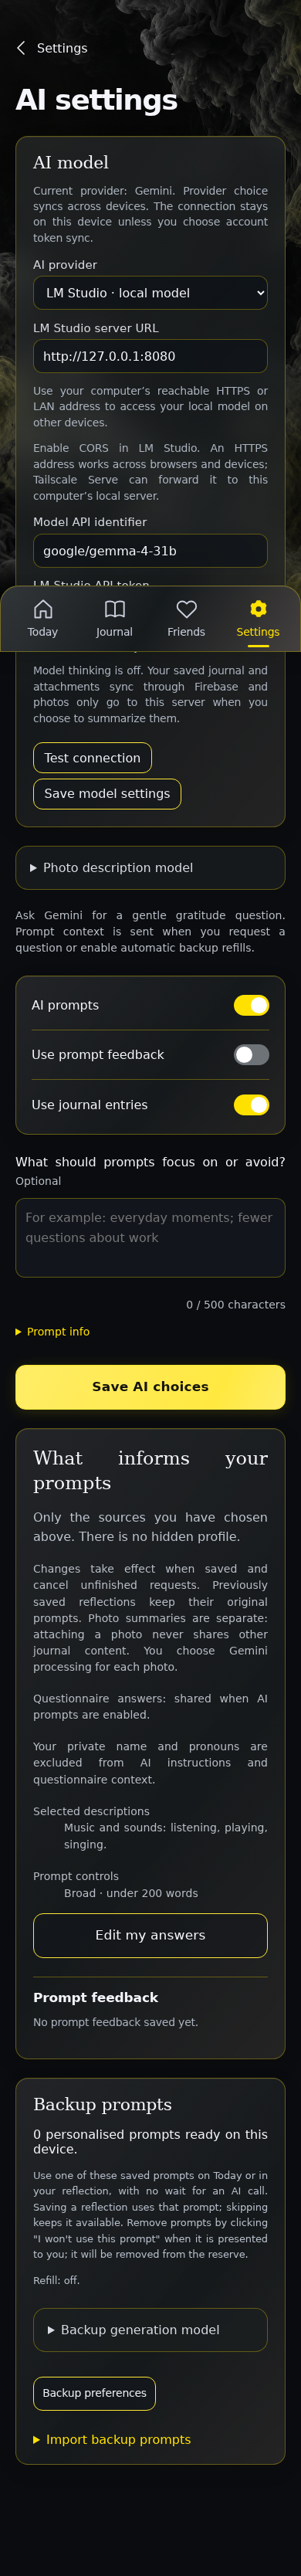 Settings
AI settings
AI model
Current provider: Gemini. Provider choice
syncs across devices. The connection stays
on this device unless you choose account
token sync.
AI provider
LM Studio · local model
LM Studio server URL
http://127.0.0.1:8080
Use your computer’s reachable HTTPS or
LAN address to access your local model on
other devices.
Enable CORS in LM Studio. An HTTPS
address works across browsers and devices;
Tailscale Serve can forward it to this
computer’s local server.
Model API identifier
google/gemma-4-31b
LM Studio API token
Today
Journal
Friends
Settings
Model thinking is off. Your saved journal and
attachments sync through Firebase and
photos only go to this server when you
choose to summarize them.
Test connection
Save model settings
Photo description model
Ask Gemini for a gentle gratitude question.
Prompt context is sent when you request a
question or enable automatic backup refills.
AI prompts
Use prompt feedback
Use journal entries
What should prompts focus on or avoid?
Optional
For example: everyday moments; fewer
questions about work
0 / 500 characters
Prompt info
Save AI choices
What informs your
prompts
Only the sources you have chosen
above. There is no hidden profile.
Changes take effect when saved and
cancel unfinished requests. Previously
saved reflections keep their original
prompts. Photo summaries are separate:
attaching a photo never shares other
journal content. You choose Gemini
processing for each photo.
Questionnaire answers: shared when AI
prompts are enabled.
Your private name and pronouns are
excluded from AI instructions and
questionnaire context.
Selected descriptions
Music and sounds: listening, playing,
singing.
Prompt controls
Broad · under 200 words
Edit my answers
Prompt feedback
No prompt feedback saved yet.
Backup prompts
0 personalised prompts ready on this
device.
Use one of these saved prompts on Today or in
your reflection, with no wait for an AI call.
Saving a reflection uses that prompt; skipping
keeps it available. Remove prompts by clicking
"I won't use this prompt" when it is presented
to you; it will be removed from the reserve.
Refill: off.
Backup generation model
Backup preferences
Import backup prompts